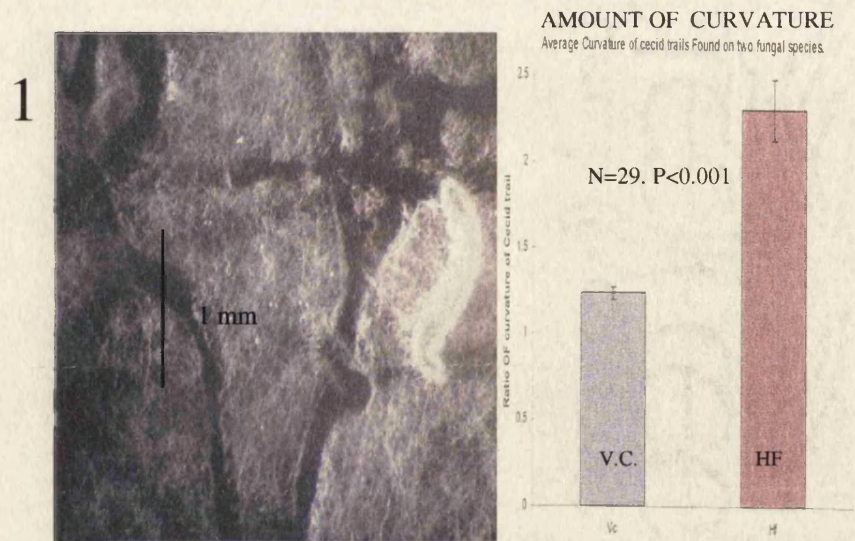 AMOUNT OF CURVATURE
Average Curvature of cecid trails Found on two fungal species.
1
2.5
2
1.5
1
0.5
0
Ratio OF curvature of Cecid trail
N=29. P<0.001
1 mm
V.C.
HF
Vc
Hf